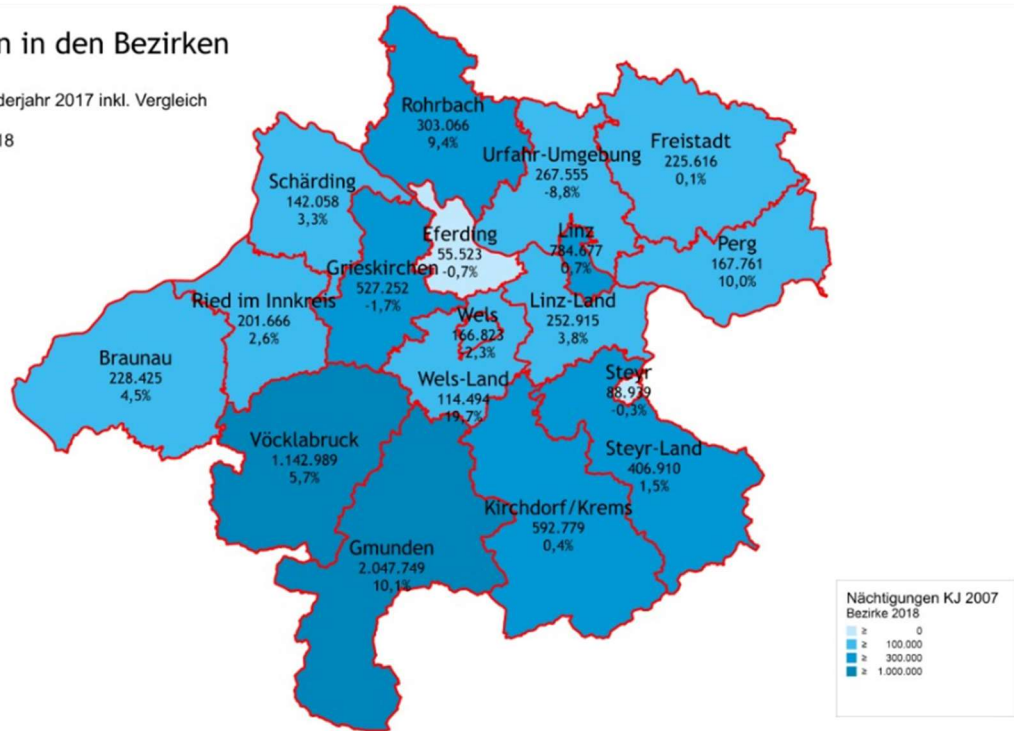 n in den Bezirken
derjahr 2017 inkl. Vergleich
18
Rohrbach
303.066
9,4%
Urfahr-Umgebung
267.555
-8,8%
Freistadt
225.616
0,1%
Schärding
142.058
3,3%
Eferding
55.523
-0,7%
Linz
784.677
0,7%
Perg
167.761
10,0%
Grieskirchen
527.252
-1,7%
Ried im Innkreis
201.666
2,6%
Wels
166.823
-2,3%
Linz-Land
252.915
3,8%
Braunau
228.425
4,5%
Wels-Land
114.494
19,7%
Steyr
88.939
-0,3%
Vöcklabruck
1.142.989
5,7%
Steyr-Land
406.910
1,5%
Kirchdorf/Krems
592.779
0,4%
Gmunden
2.047.749
10,1%
Nächtigungen KJ 2007
Bezirke 2018
≥ 0
≥ 100.000
≥ 300.000
≥ 1.000.000